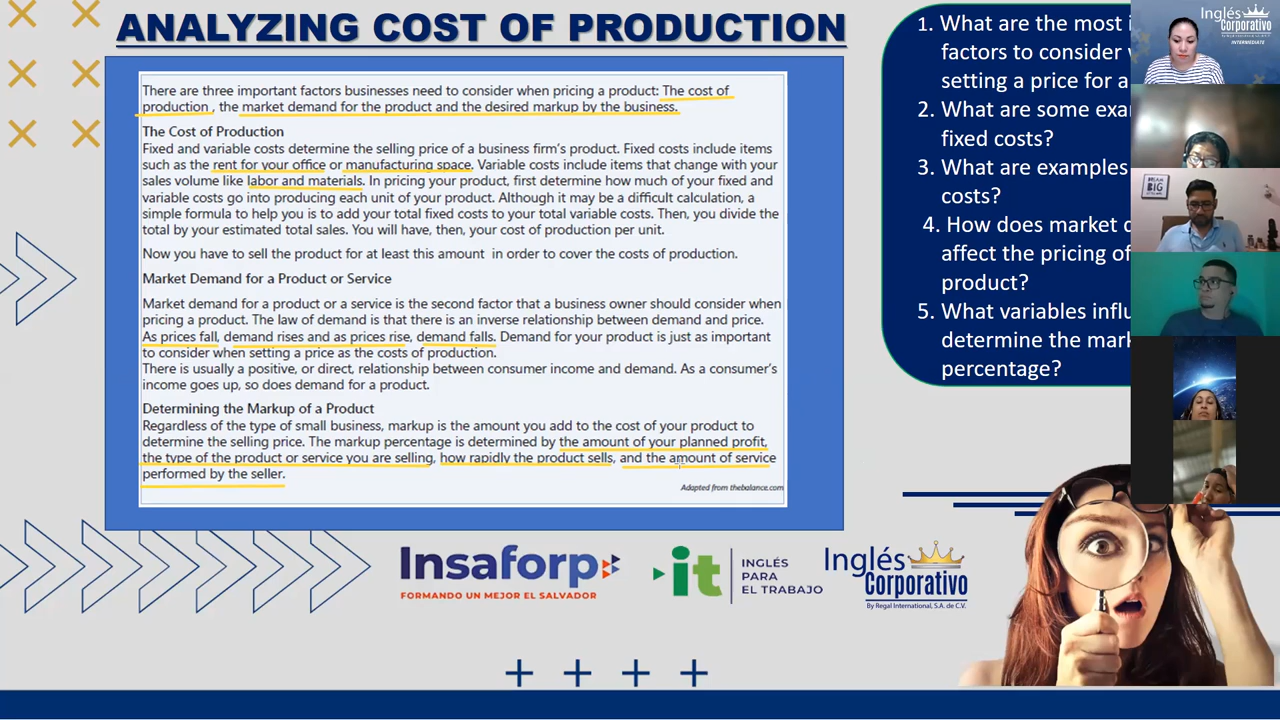 ANALYZING COST OF PRODUCTION
There are three important factors businesses need to consider when pricing a product: The cost of
production , the market demand for the product and the desired markup by the business.
The Cost of Production
Fixed and variable costs determine the selling price of a business firm's product. Fixed costs include items
such as the rent for your office or manufacturing space. Variable costs include items that change with your
sales volume like labor and materials. In pricing your product, first determine how much of your fixed and
variable costs go into producing each unit of your product. Although it may be a difficult calculation, a
simple formula to help you is to add your total fixed costs to your total variable costs. Then, you divide the
total by your estimated total sales. You will have, then, your cost of production per unit.
Now you have to sell the product for at least this amount in order to cover the costs of production.
Market Demand for a Product or Service
Market demand for a product or a service is the second factor that a business owner should consider when
pricing a product. The law of demand is that there is an inverse relationship between demand and price.
As prices fall, demand rises and as prices rise, demand falls. Demand for your product is just as important
to consider when setting a price as the costs of production.
There is usually a positive, or direct, relationship between consumer income and demand. As a consumer's
income goes up, so does demand for a product.
Determining the Markup of a Product
Regardless of the type of small business, markup is the amount you add to the cost of your product to
determine the selling price. The markup percentage is determined by the amount of your planned profit,
the type of the product or service you are selling, how rapidly the product sells, and the amount of service
performed by the seller.
Adapted from thebalance.com
1. What are the most
factors to consider
setting a price for a
2. What are some
fixed costs?
3. What are examples
costs?
4. How does market
affect the pricing of
product?
5. What variables
determine the
percentage?
Inglés
Corporativo
INTERMEDIATE
DREAM
BIG
Insaforp
FORMANDO UN MEJOR EL SALVADOR
it
INGLÉS
PARA
EL TRABAJO
Inglés
Corporativo
By Regal International, S.A. de C.V.